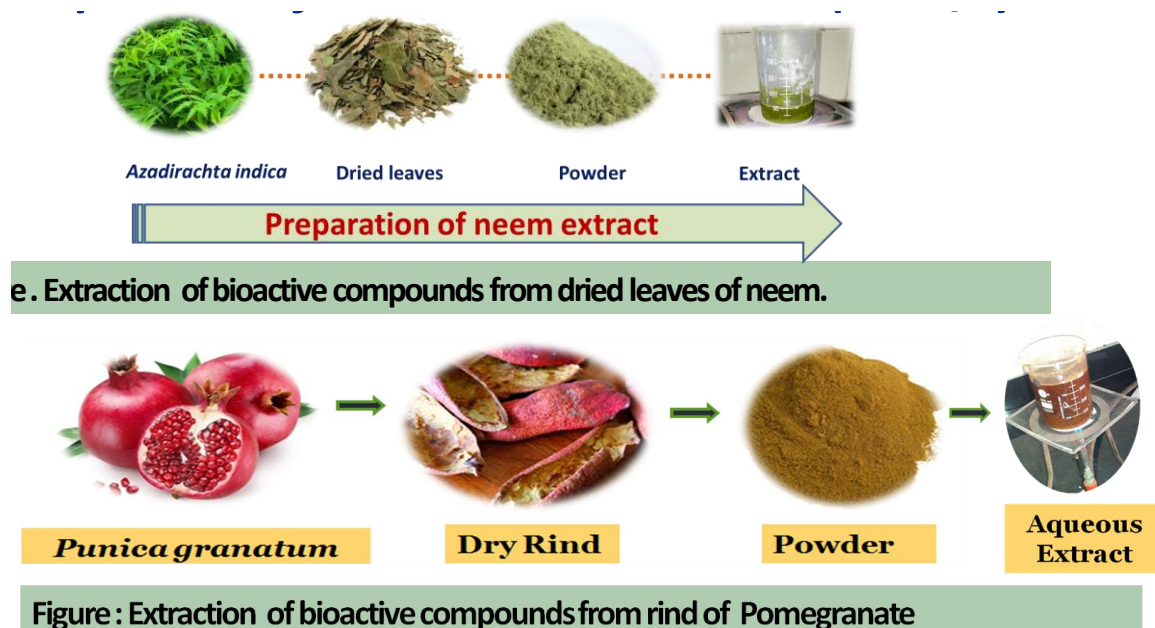 Azadirachta indica Dried leaves Powder Extract
Preparation of neem extract
e . Extraction of bioactive compounds from dried leaves of neem.
Punica granatum Dry Rind Powder Aqueous
Extract
Figure : Extraction of bioactive compounds from rind of Pomegranate